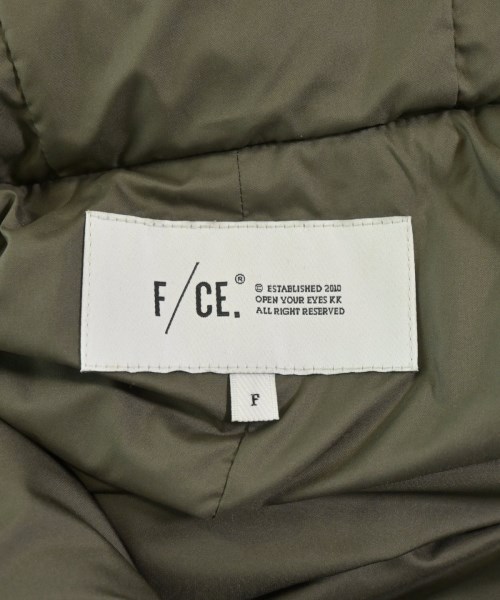 F/CE.®
© ESTABLISHED 2010
OPEN YOUR EYES KK
ALL RIGHT RESERVED
F